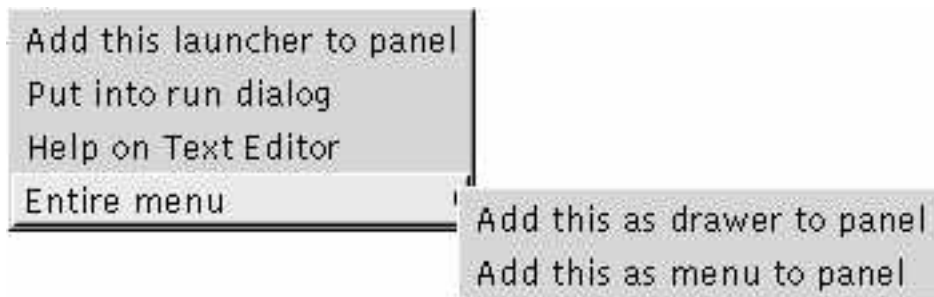 Add this launcher to panel
Put into run dialog
Help on Text Editor
Entire menu
Add this as drawer to panel
Add this as menu to panel